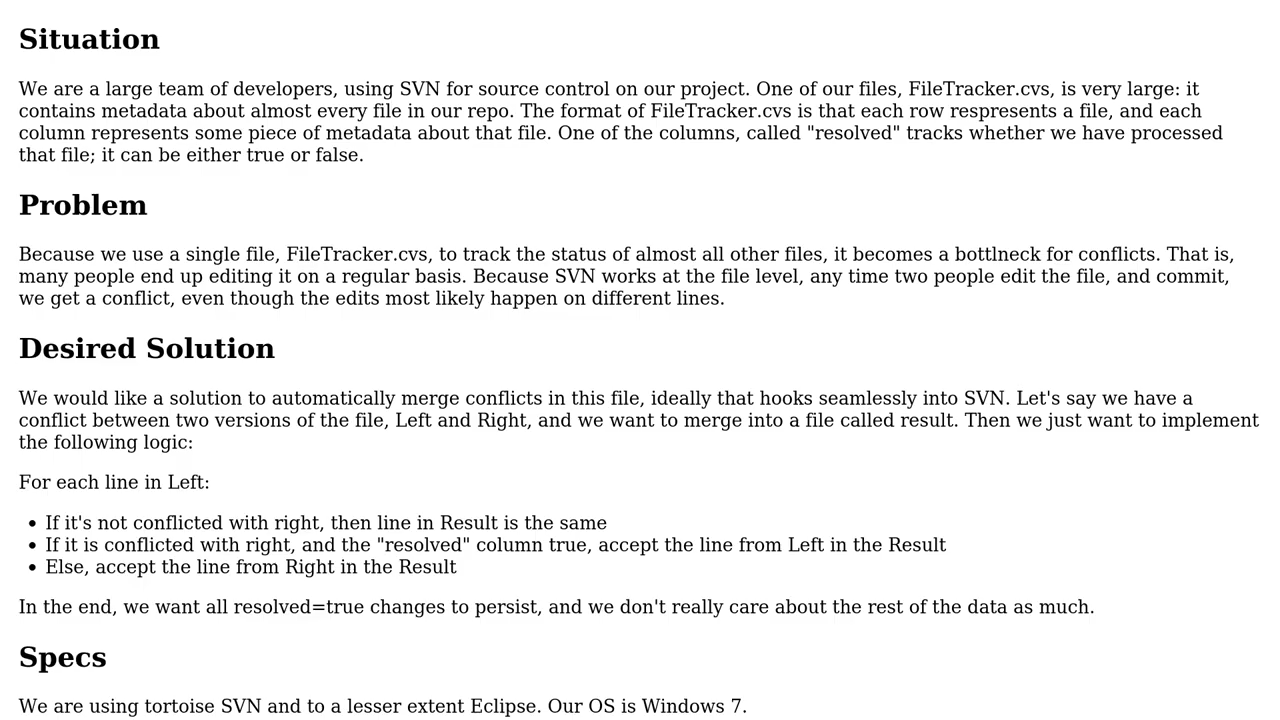 Situation
We are a large team of developers, using SVN for source control on our project. One of our files, FileTracker.cvs, is very large: it
contains metadata about almost every file in our repo. The format of FileTracker.cvs is that each row respresents a file, and each
column represents some piece of metadata about that file. One of the columns, called "resolved" tracks whether we have processed
that file; it can be either true or false.
Problem
Because we use a single file, FileTracker.cvs, to track the status of almost all other files, it becomes a bottlneck for conflicts. That is,
many people end up editing it on a regular basis. Because SVN works at the file level, any time two people edit the file, and commit,
we get a conflict, even though the edits most likely happen on different lines.
Desired Solution
We would like a solution to automatically merge conflicts in this file, ideally that hooks seamlessly into SVN. Let's say we have a
conflict between two versions of the file, Left and Right, and we want to merge into a file called result. Then we just want to implement
the following logic:
For each line in Left:
• If it's not conflicted with right, then line in Result is the same
• If it is conflicted with right, and the "resolved" column true, accept the line from Left in the Result
• Else, accept the line from Right in the Result
In the end, we want all resolved=true changes to persist, and we don't really care about the rest of the data as much.
Specs
We are using tortoise SVN and to a lesser extent Eclipse. Our OS is Windows 7.